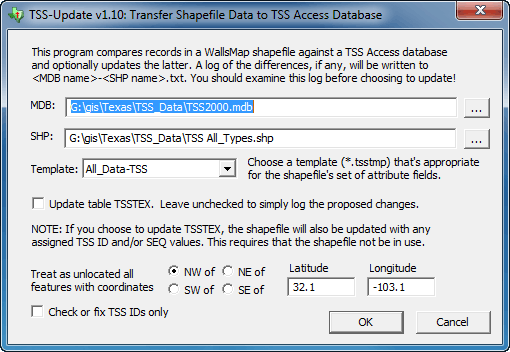 TSS-Update v1.10: Transfer Shapefile Data to TSS Access Database
This program compares records in a WallsMap shapefile against a TSS Access database
and optionally updates the latter. A log of the differences, if any, will be written to
<MDB name>-<SHP name>.txt. You should examine this log before choosing to update!
MDB: G:\gis\Texas\TSS_Data\TSS2000.mdb ...
SHP: G:\gis\Texas\TSS_Data\TSS All_Types.shp ...
Template: All_Data-TSS Choose a template (*.tsstmp) that's appropriate
for the shapefile's set of attribute fields.
Update table TSSTEX. Leave unchecked to simply log the proposed changes.
NOTE: If you choose to update TSSTEX, the shapefile will also be updated with any
assigned TSS ID and/or SEQ values. This requires that the shapefile not be in use.
Treat as unlocated all
features with coordinates
NW of NE of
SW of SE of
Latitude Longitude
32.1 -103.1
Check or fix TSS IDs only
OK Cancel